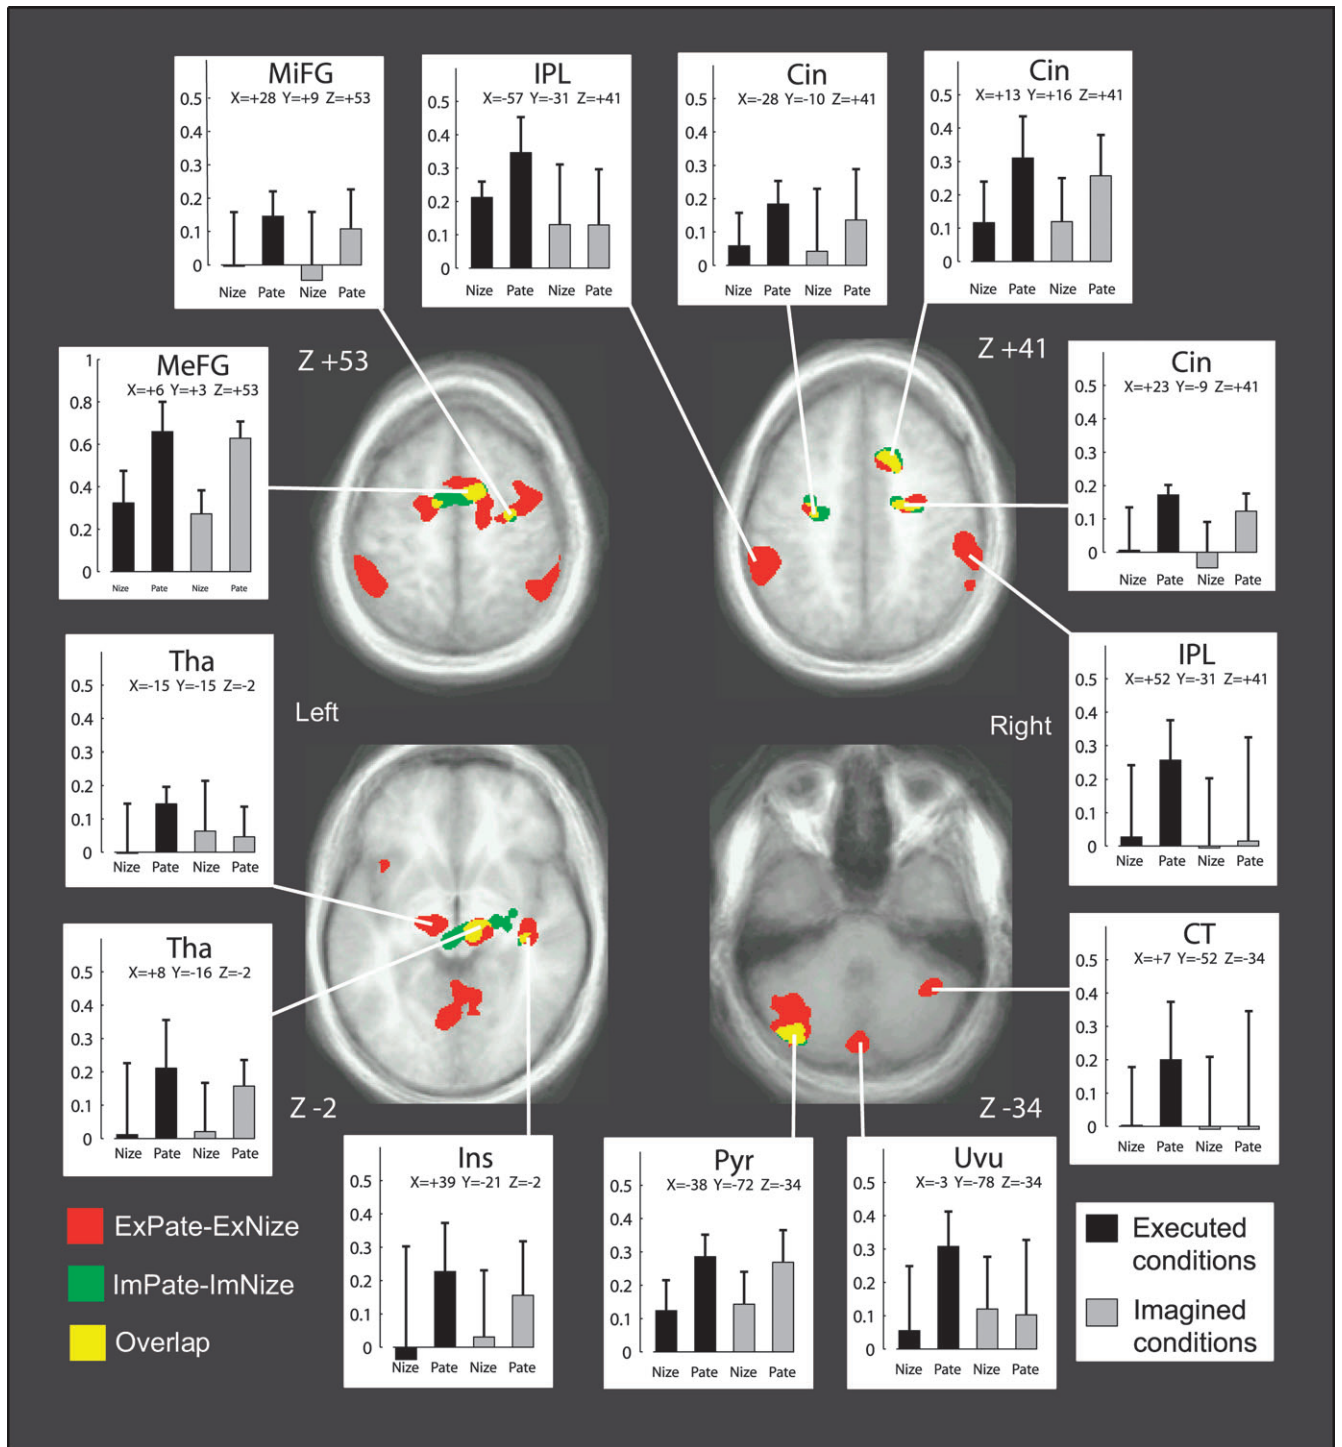 MiFG
X=+28 Y=+9 Z=+53
0.5
0.4
0.3
0.2
0.1
0
Nize Pate Nize Pate
IPL
X=-57 Y=-31 Z=+41
0.5
0.4
0.3
0.2
0.1
0
Nize Pate Nize Pate
Cin
X=-28 Y=-10 Z=+41
0.5
0.4
0.3
0.2
0.1
0
Nize Pate Nize Pate
Cin
X=+13 Y=+16 Z=+41
0.5
0.4
0.3
0.2
0.1
0
Nize Pate Nize Pate
MeFG
X=+6 Y=+3 Z=+53
1
0.8
0.6
0.4
0.2
0
Nize Pate Nize Pate
Z +53
Z +41
Cin
X=+23 Y=-9 Z=+41
0.5
0.4
0.3
0.2
0.1
0
Nize Pate Nize Pate
Tha
X=-15 Y=-15 Z=-2
0.5
0.4
0.3
0.2
0.1
0
Nize Pate Nize Pate
Left
Right
IPL
X=+52 Y=-31 Z=+41
0.5
0.4
0.3
0.2
0.1
0
Nize Pate Nize Pate
Tha
X=+8 Y=-16 Z=-2
0.5
0.4
0.3
0.2
0.1
0
Nize Pate Nize Pate
Z -2
Z -34
CT
X=+7 Y=-52 Z=-34
0.5
0.4
0.3
0.2
0.1
0
Nize Pate Nize Pate
Ins
X=+39 Y=-21 Z=-2
0.5
0.4
0.3
0.2
0.1
0
Nize Pate Nize Pate
Pyr
X=-38 Y=-72 Z=-34
0.5
0.4
0.3
0.2
0.1
0
Nize Pate Nize Pate
Uvu
X=-3 Y=-78 Z=-34
0.5
0.4
0.3
0.2
0.1
0
Nize Pate Nize Pate
ExPate-ExNize
ImPate-ImNize
Overlap
Executed
conditions
Imagined
conditions